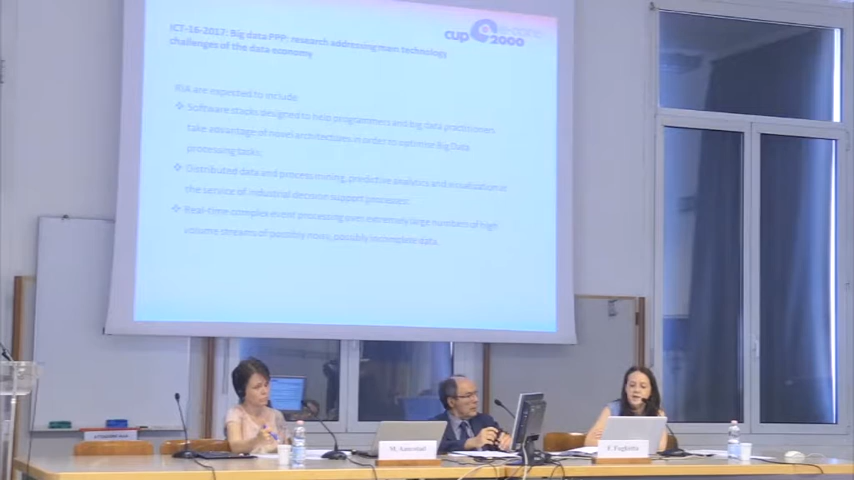 ICT-16-2017: Big data PPP: research addressing main technology
challenges of the data economy
cup 2000
RIA are expected to include:
Software stacks designed to help programmers and big data practitioners
take advantage of novel architectures in order to optimise Big Data
processing tasks;
Distributed data and process mining, predictive analytics and visualization at
the service of industrial decision support processes;
Real-time complex event processing over extremely large numbers of high
volume streams of possibly noisy, possibly incomplete data.